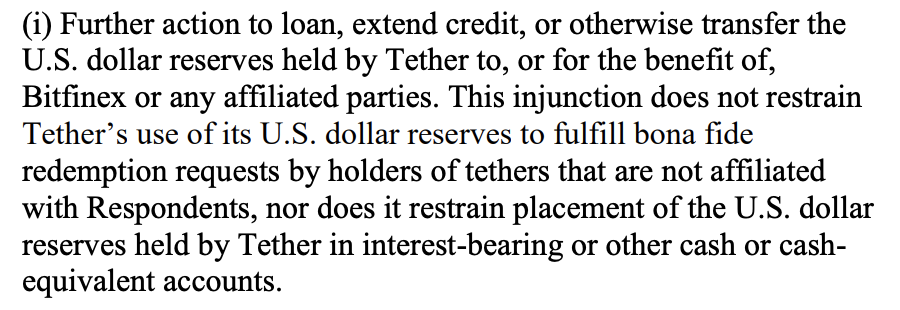 (i) Further action to loan, extend credit, or otherwise transfer the
U.S. dollar reserves held by Tether to, or for the benefit of,
Bitfinex or any affiliated parties. This injunction does not restrain
Tether’s use of its U.S. dollar reserves to fulfill bona fide
redemption requests by holders of tethers that are not affiliated
with Respondents, nor does it restrain placement of the U.S. dollar
reserves held by Tether in interest-bearing or other cash or cash-
equivalent accounts.